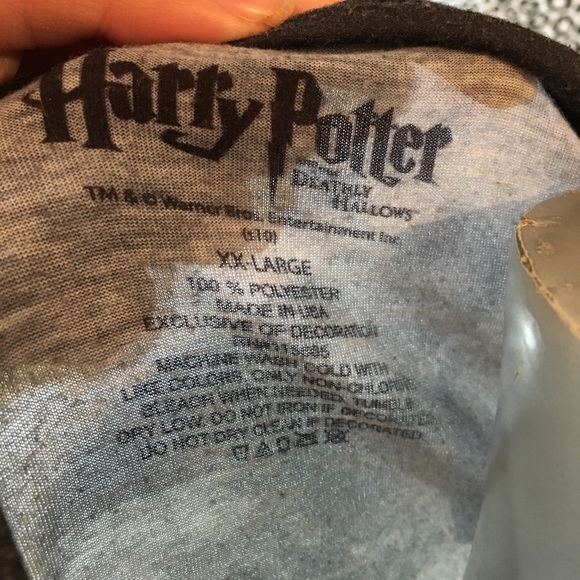 Harry Potter
AND THE
DEATHLY
HALLOWS
TM & © Warner Bros. Entertainment Inc.
(s10)
XX-LARGE
100 % POLYESTER
MADE IN USA
EXCLUSIVE OF DECORATION
MACHINE WASH COLD WITH
LIKE COLORS, ONLY NON-CHLORINE
BLEACH WHEN NEEDED, TUMBLE
DRY LOW, DO NOT IRON IF DECORATED
DO NOT DRY CLEAN IF DECORATED